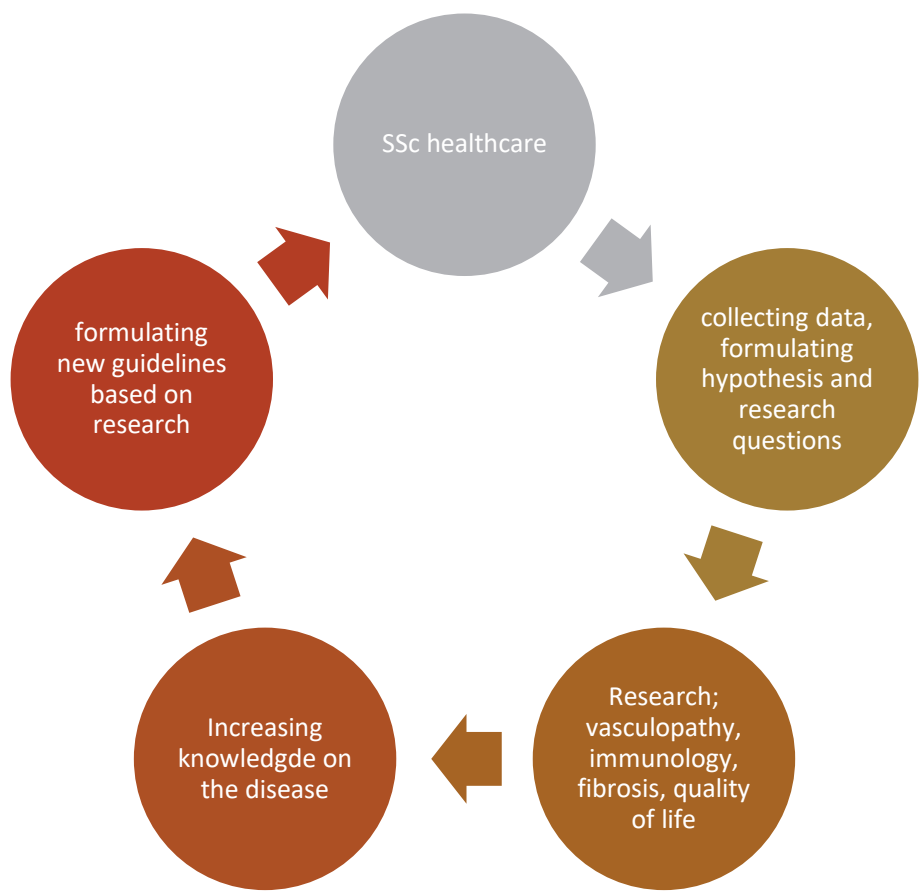 SSc healthcare
collecting data,
formulating
hypothesis and
research
questions
Research;
vasculopathy,
immunology,
fibrosis, quality
of life
Increasing
knowledgde on
the disease
formulating
new guidelines
based on
research